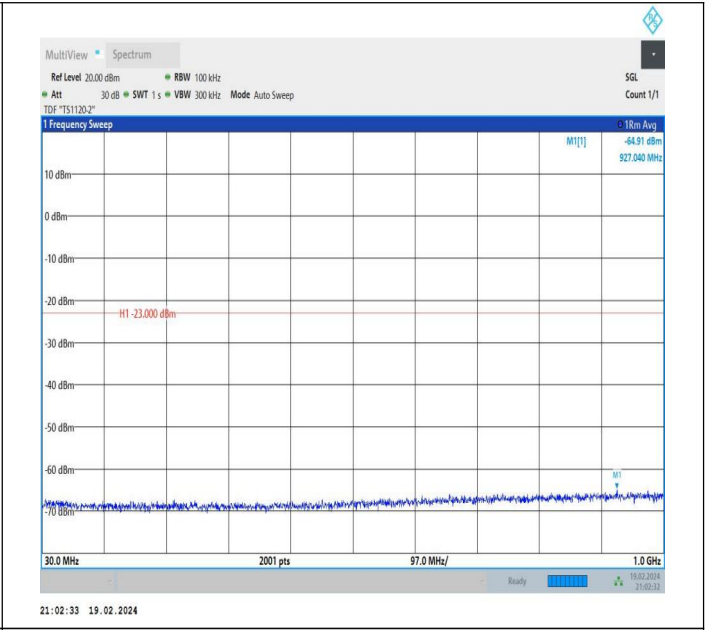 MultiView Spectrum
Ref Level 20.00 dBm RBW 100 kHz SGL
Att 30 dB SWT 1 s VBW 300 kHz Mode Auto Sweep Count 1/1
TDF "TS1120-2"
1 Frequency Sweep 1Rm Avg
M1[1] -64.91 dBm
927.040 MHz
10 dBm
0 dBm
-10 dBm
-20 dBm
H1 -23.000 dBm
-30 dBm
-40 dBm
-50 dBm
-60 dBm
M1
-70 dBm
30.0 MHz 2001 pts 97.0 MHz/ 1.0 GHz
Ready 19.02.2024
21:02:32
21:02:33 19.02.2024